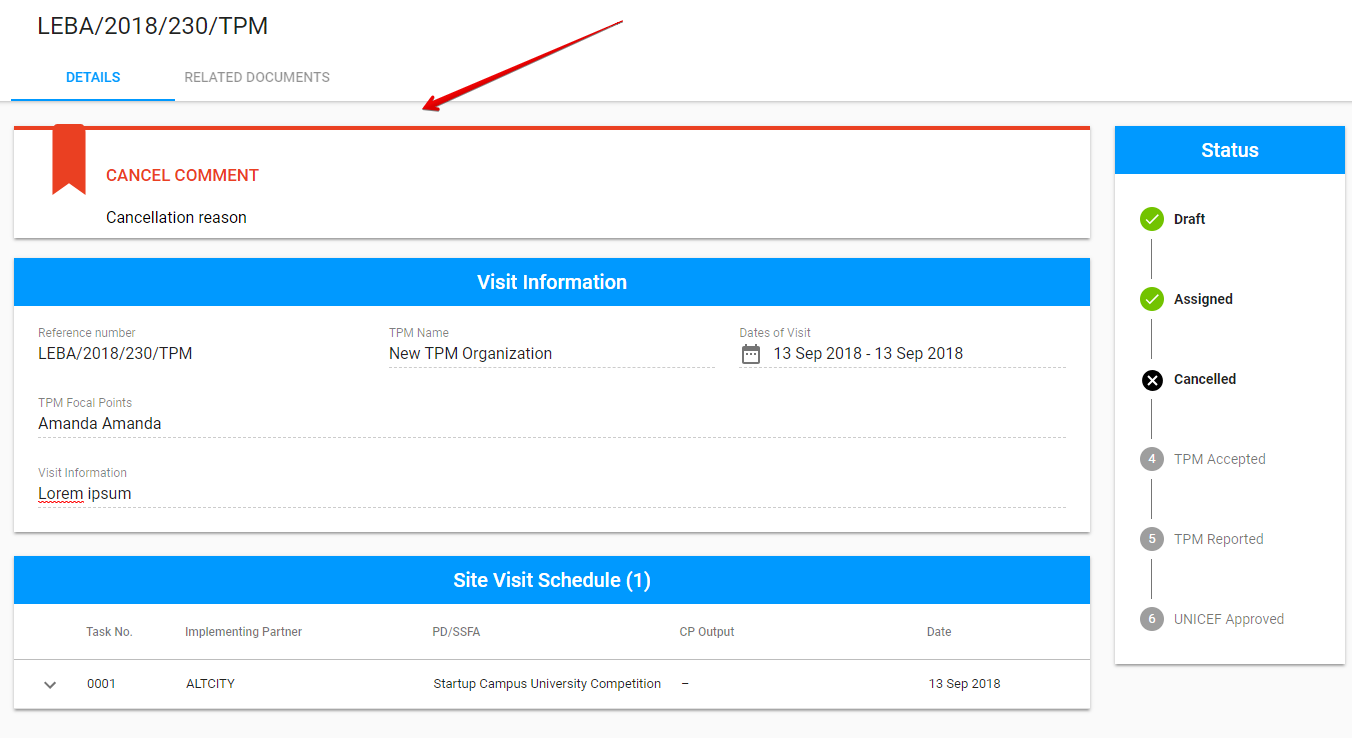 LEBA/2018/230/TPM
DETAILS RELATED DOCUMENTS
CANCEL COMMENT
Cancellation reason
Visit Information
Reference number TPM Name Dates of Visit
LEBA/2018/230/TPM New TPM Organization 13 Sep 2018 - 13 Sep 2018
TPM Focal Points
Amanda Amanda
Visit Information
Lorem ipsum
Site Visit Schedule (1)
Task No. Implementing Partner PD/SSFA CP Output Date
0001 ALTCITY Startup Campus University Competition – 13 Sep 2018
Status
Draft
Assigned
Cancelled
4 TPM Accepted
5 TPM Reported
6 UNICEF Approved